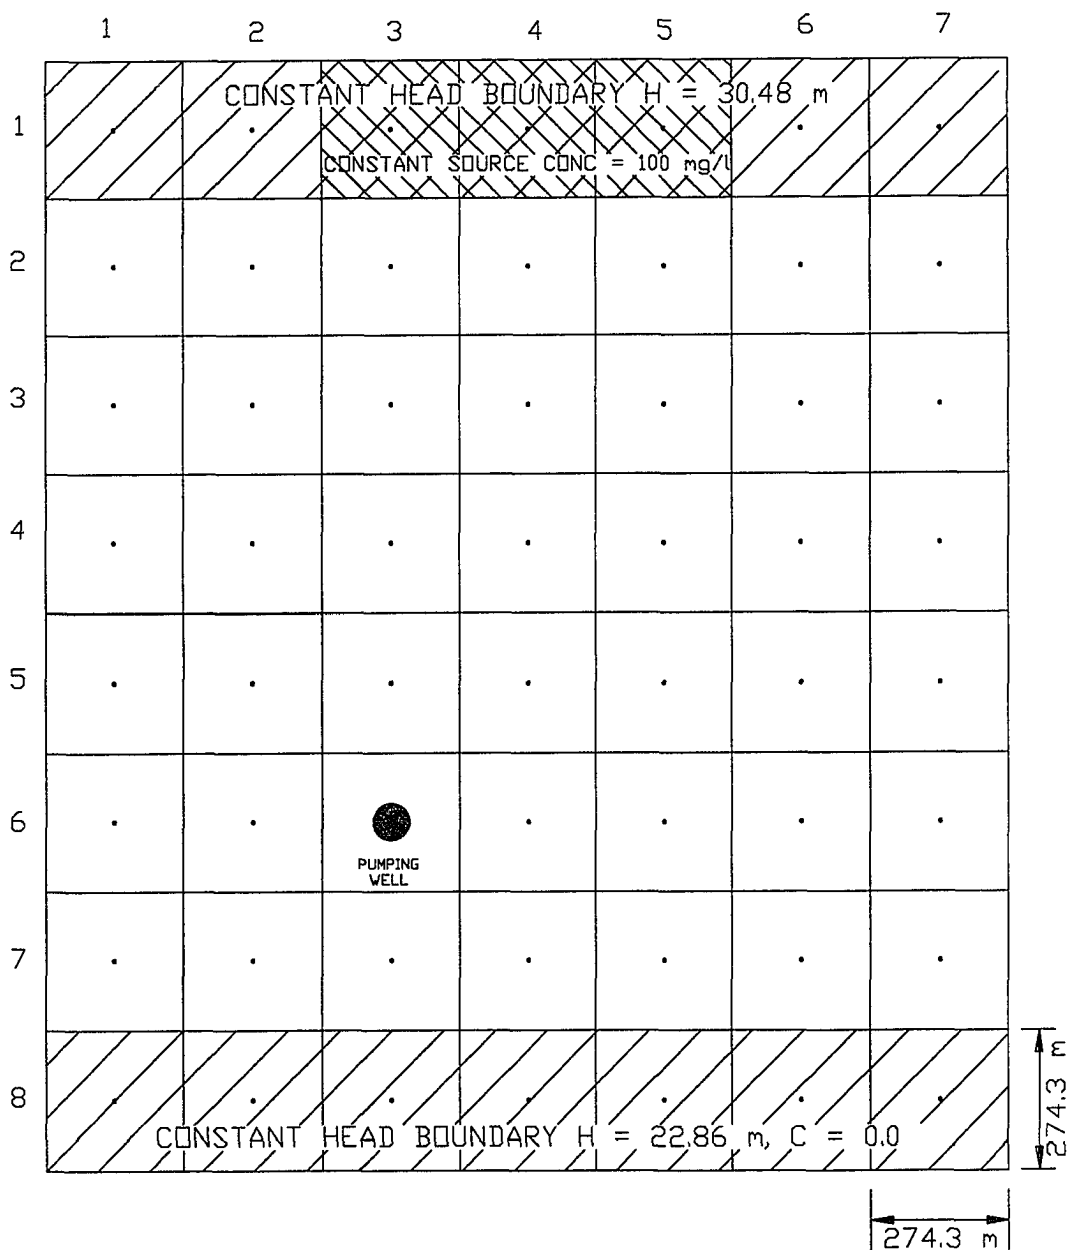 1 2 3 4 5 6 7
1
CONSTANT HEAD BOUNDARY H = 30.48 m
CONSTANT SOURCE CONC = 100 mg/l
2
3
4
5
6
PUMPING
WELL
7
8
CONSTANT HEAD BOUNDARY H = 22.86 m, C = 0.0
274.3 m
274.3 m